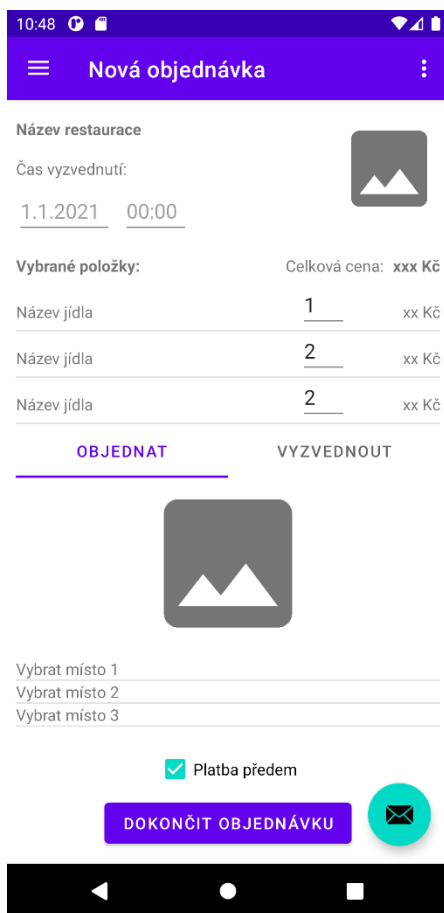 10:48
Nová objednávka
Název restaurace
Čas vyzvednutí:
1.1.2021 00:00
Vybrané položky: Celková cena: xxx Kč
Název jídla 1 xx Kč
Název jídla 2 xx Kč
Název jídla 2 xx Kč
OBJEDNAT VYZVEDNOUT
Vybrat místo 1
Vybrat místo 2
Vybrat místo 3
Platba předem
DOKONČIT OBJEDNÁVKU